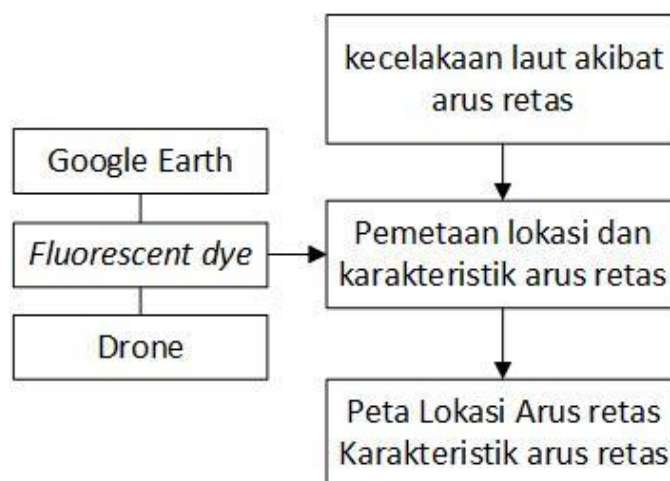 kecelakaan laut akibat
arus retas
Google Earth
Fluorescent dye
Drone
Pemetaan lokasi dan
karakteristik arus retas
Peta Lokasi Arus retas
Karakteristik arus retas